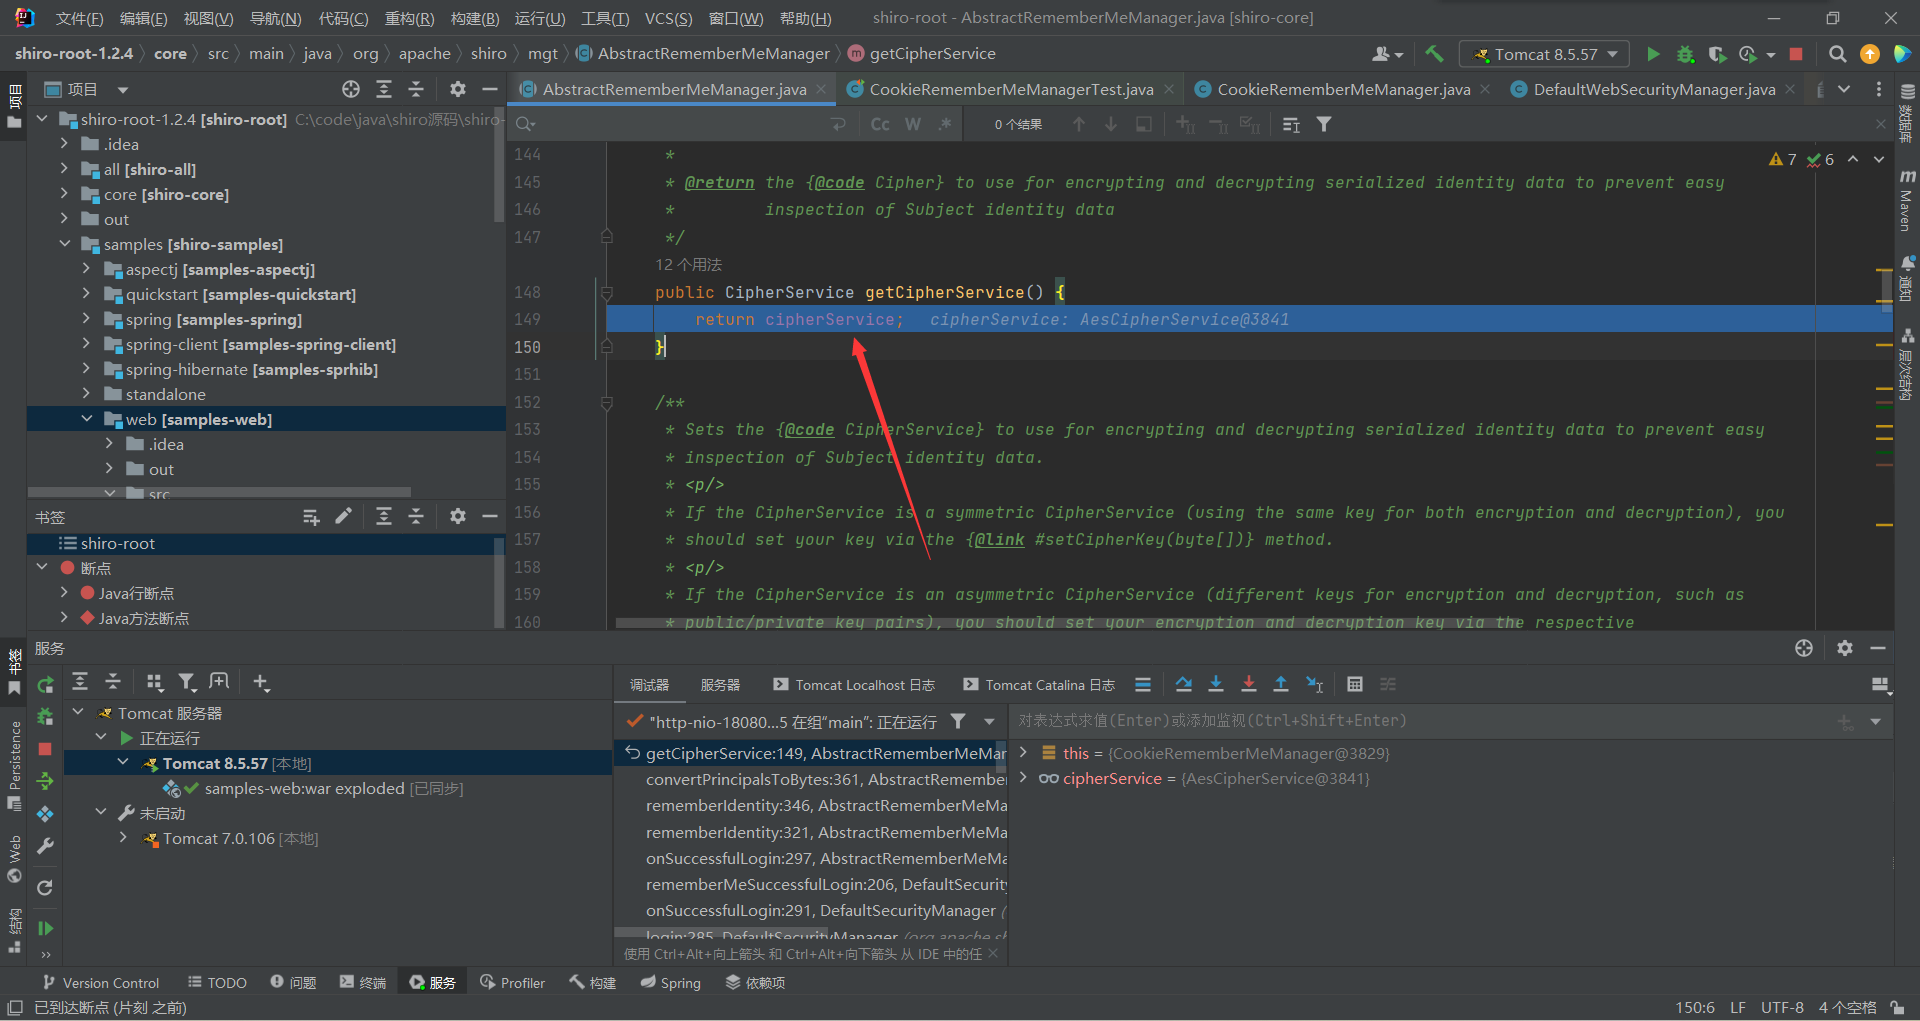 文件(F) 编辑(E) 视图(V) 导航(N) 代码(C) 重构(R) 构建(B) 运行(U) 工具(T) VCS(S) 窗口(W) 帮助(H) shiro-root - AbstractRememberMeManager.java [shiro-core]
shiro-root-1.2.4 core src main java org apache shiro mgt AbstractRememberMeManager getCipherService Tomcat 8.5.57
项目
AbstractRememberMeManager.java CookieRememberMeManagerTest.java CookieRememberMeManager.java DefaultWebSecurityManager.java
Cc W .* 0 个结果
shiro-root-1.2.4 [shiro-root] C:\code\java\shiro源码\shiro-
.idea
all [shiro-all]
core [shiro-core]
out
samples [shiro-samples]
aspectj [samples-aspectj]
quickstart [samples-quickstart]
spring [samples-spring]
spring-client [samples-spring-client]
spring-hibernate [samples-sprhib]
standalone
web [samples-web]
.idea
out
src
7 6
144 *
145 * @return the {@code Cipher} to use for encrypting and decrypting serialized identity data to prevent easy
146 * inspection of Subject identity data
147 */
12 个用法
148 public CipherService getCipherService() {
149 return cipherService; cipherService: AesCipherService@3841
150 }
151
152 /**
153 * Sets the {@code CipherService} to use for encrypting and decrypting serialized identity data to prevent easy
154 * inspection of Subject identity data.
155 * <p/>
156 * If the CipherService is a symmetric CipherService (using the same key for both encryption and decryption), you
157 * should set your key via the {@link #setCipherKey(byte[])} method.
158 * <p/>
159 * If the CipherService is an asymmetric CipherService (different keys for encryption and decryption, such as
160 * public/private key pairs), you should set your encryption and decryption key via the respective
书签
shiro-root
断点
Java行断点
Java方法断点
项目
书签
Persistence
Web
结构
数据库
Maven
通知
层次结构
服务
Tomcat 服务器
正在运行
Tomcat 8.5.57 [本地]
samples-web:war exploded [已同步]
未启动
Tomcat 7.0.106 [本地]
调试器 服务器 Tomcat Localhost 日志 Tomcat Catalina 日志
"http-nio-18080...5 在组"main": 正在运行
getCipherService:149, AbstractRememberMeMar
convertPrincipalsToBytes:361, AbstractRemembe
rememberIdentity:346, AbstractRememberMeMa
rememberIdentity:321, AbstractRememberMeMa
onSuccessfulLogin:297, AbstractRememberMeMa
rememberMeSuccessfulLogin:206, DefaultSecurity
onSuccessfulLogin:291, DefaultSecurityManager (
login:285, DefaultSecurityManager (org.apache.sh
使用 Ctrl+Alt+向上箭头 和 Ctrl+Alt+向下箭头 从 IDE 中的任
对表达式求值(Enter)或添加监视(Ctrl+Shift+Enter)
this = {CookieRememberMeManager@3829}
cipherService = {AesCipherService@3841}
Version Control TODO 问题 终端 服务 Profiler 构建 Spring 依赖项
已到达断点 (片刻 之前) 150:6 LF UTF-8 4 个空格